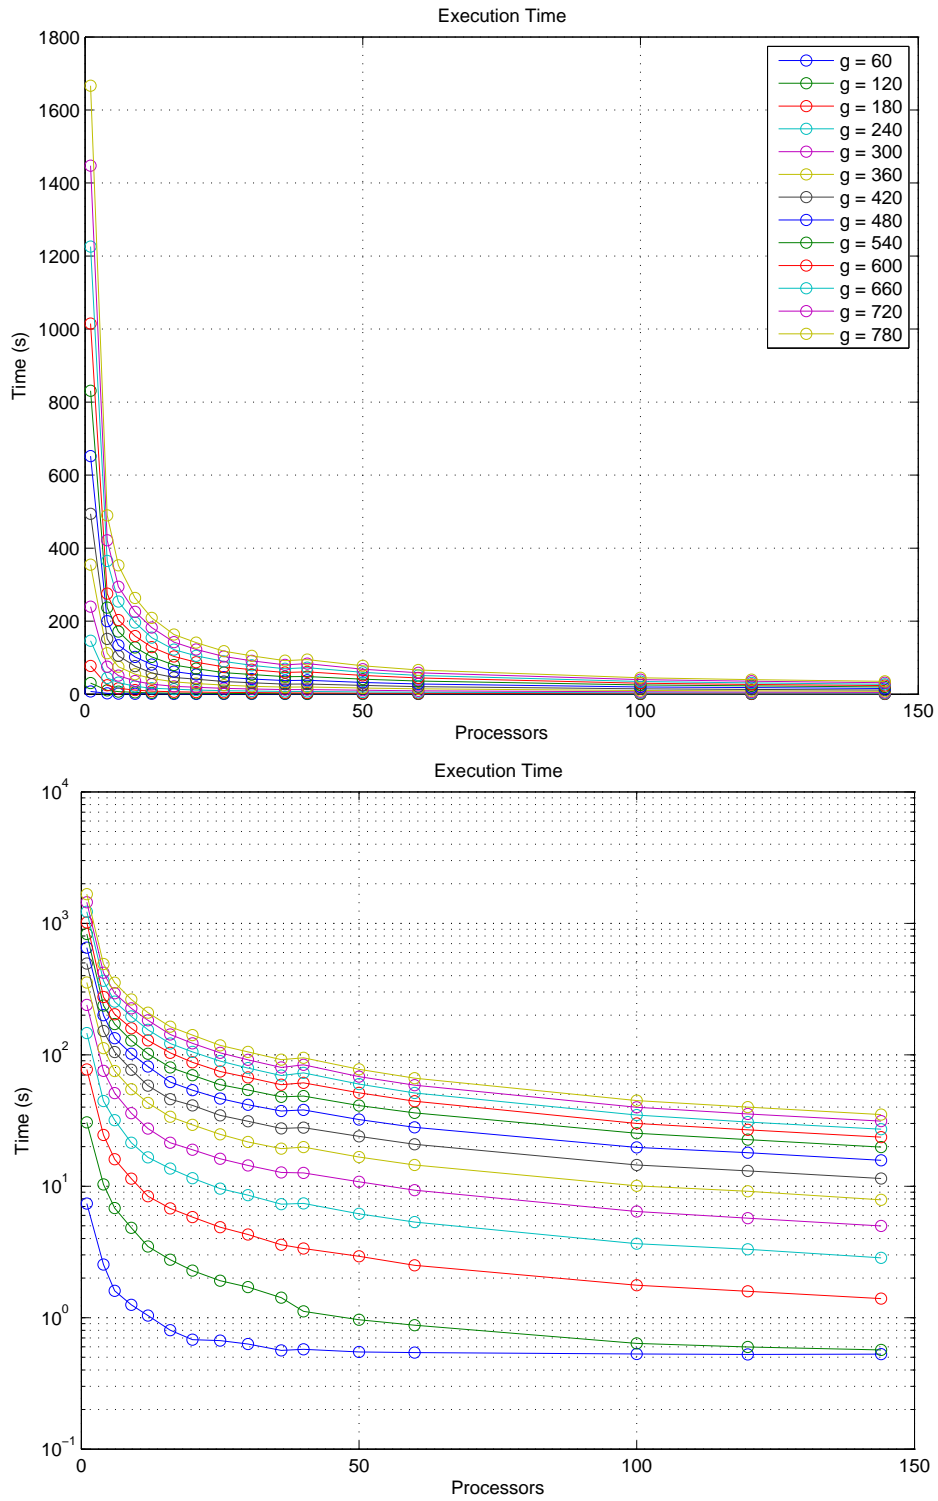 Execution Time
1800
1600
1400
1200
1000
800
600
400
200
0
Time (s)
g = 60
g = 120
g = 180
g = 240
g = 300
g = 360
g = 420
g = 480
g = 540
g = 600
g = 660
g = 720
g = 780
0 50 100 150
Processors
Execution Time
10^4
10^3
10^2
10^1
10^0
10^−1
Time (s)
0 50 100 150
Processors